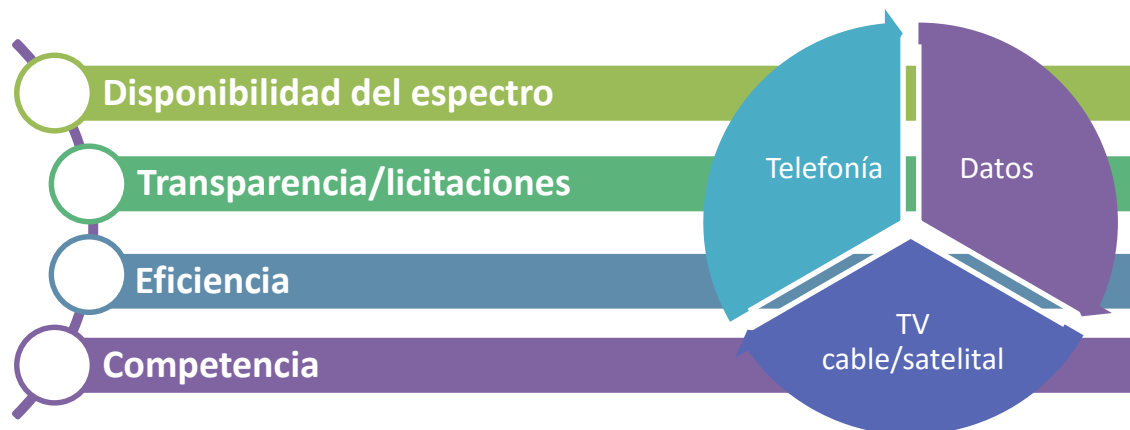 Disponibilidad del espectro
Transparencia/licitaciones
Eficiencia
Competencia
Telefonía
Datos
TV
cable/satelital